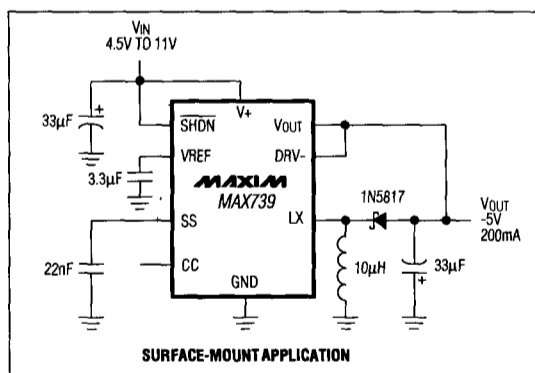 VIN
4.5V TO 11V
33µF
+
V+
SHDN
VOUT
VREF
DRV-
3.3µF
MAXIM
MAX739
1N5817
SS
LX
VOUT
-5V
200mA
22nF
CC
10µH
33µF
+
GND
SURFACE-MOUNT APPLICATION